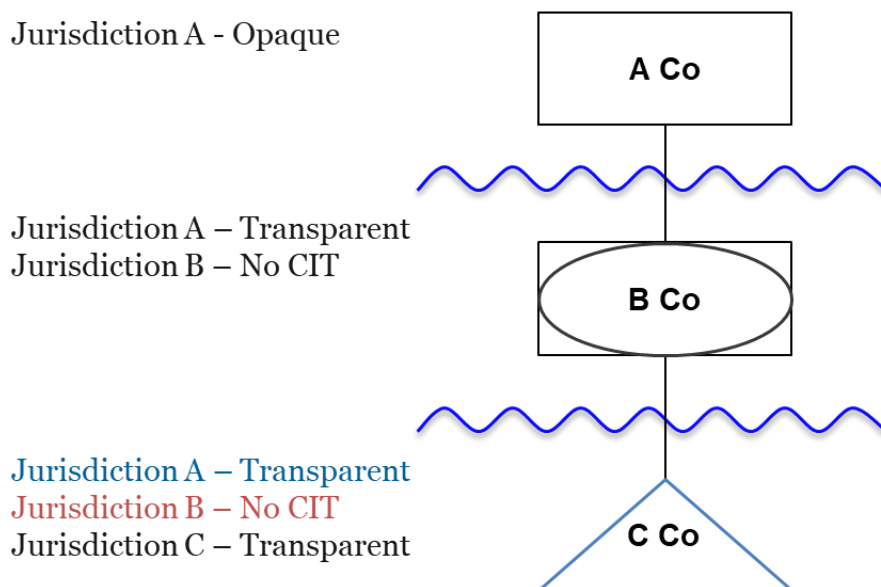 Jurisdiction A - Opaque
A Co
Jurisdiction A – Transparent
Jurisdiction B – No CIT
B Co
Jurisdiction A – Transparent
Jurisdiction B – No CIT
Jurisdiction C – Transparent
C Co